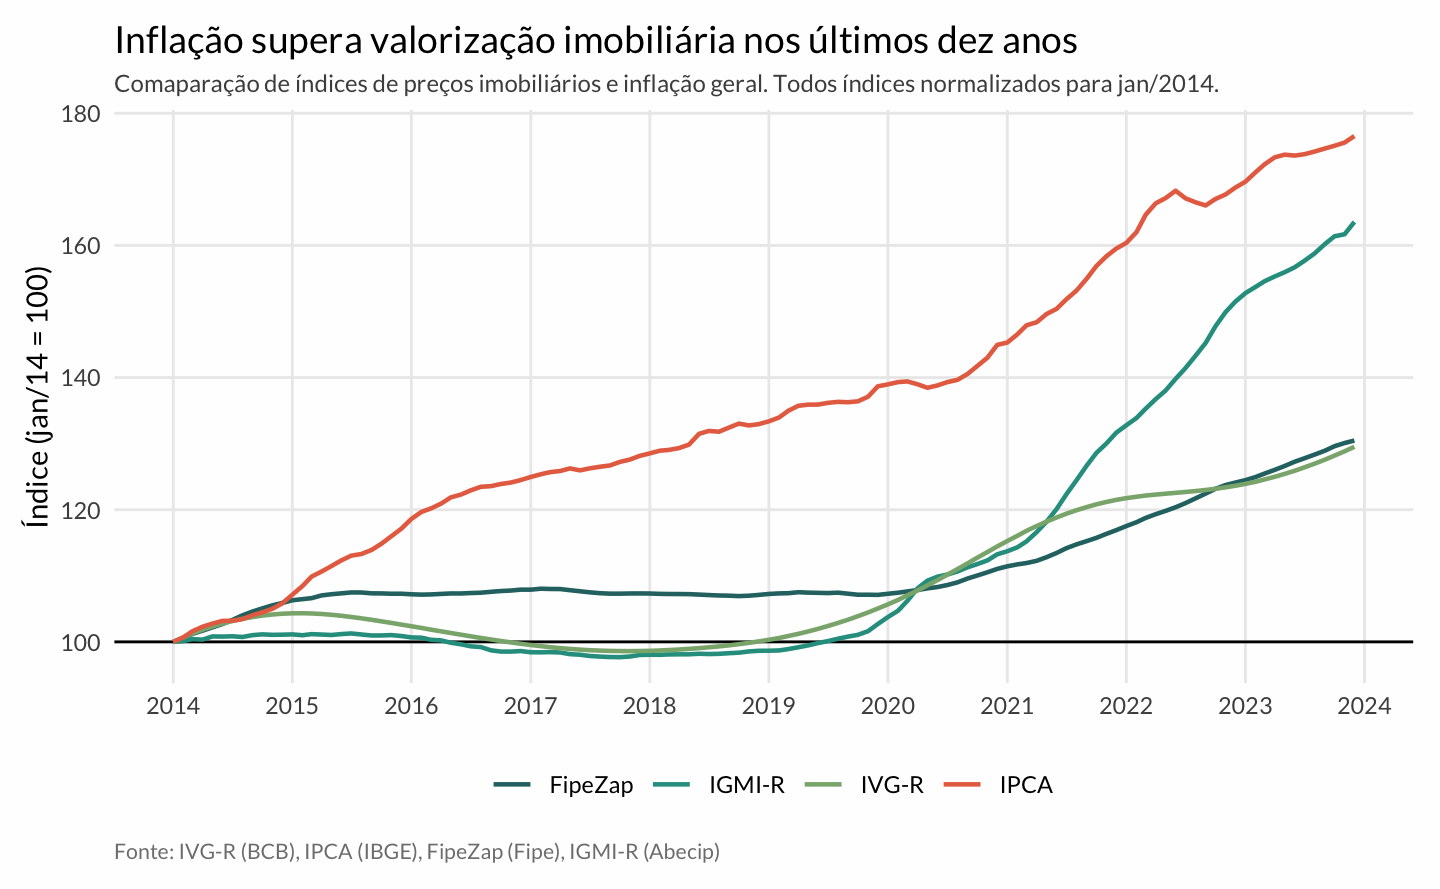 Inflação supera valorização imobiliária nos últimos dez anos
Comaparação de índices de preços imobiliários e inflação geral. Todos índices normalizados para jan/2014.
Índice (jan/14 = 100)
180
160
140
120
100
2014 2015 2016 2017 2018 2019 2020 2021 2022 2023 2024
FipeZap IGMI-R IVG-R IPCA
Fonte: IVG-R (BCB), IPCA (IBGE), FipeZap (Fipe), IGMI-R (Abecip)